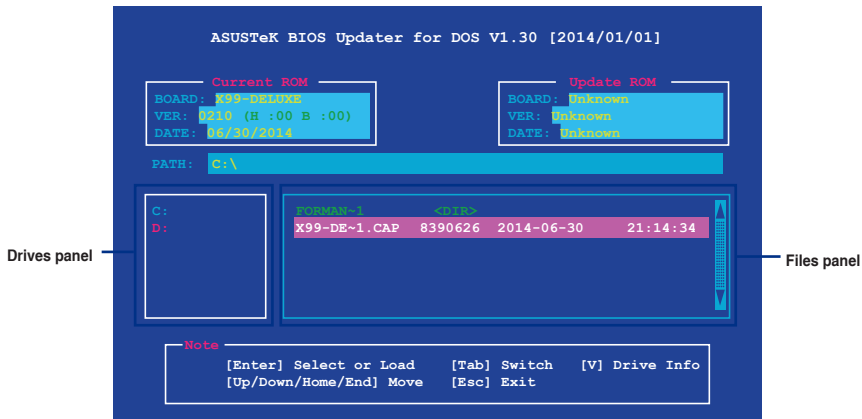 ASUSTeK BIOS Updater for DOS V1.30 [2014/01/01]
Current ROM
BOARD: X99-DELUXE
VER: 0210 (H :00 B :00)
DATE: 06/30/2014
Update ROM
BOARD: Unknown
VER: Unknown
DATE: Unknown
PATH: C:\
C:
D:
FORMAN~1 <DIR>
X99-DE~1.CAP 8390626 2014-06-30 21:14:34
Drives panel
Files panel
Note
[Enter] Select or Load [Tab] Switch [V] Drive Info
[Up/Down/Home/End] Move [Esc] Exit